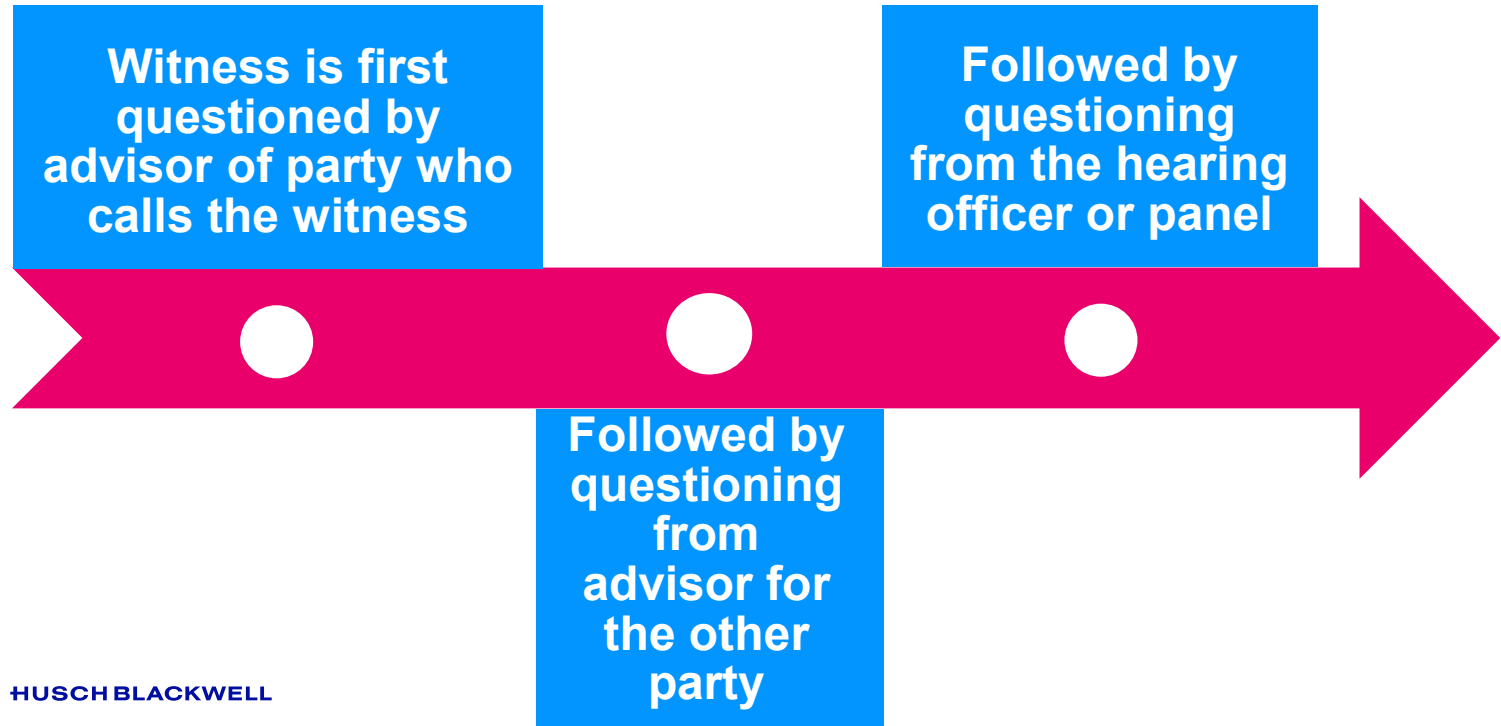 Witness is first
questioned by
advisor of party who
calls the witness
Followed by
questioning
from
advisor for
the other
party
Followed by
questioning
from the hearing
officer or panel
HUSCH BLACKWELL